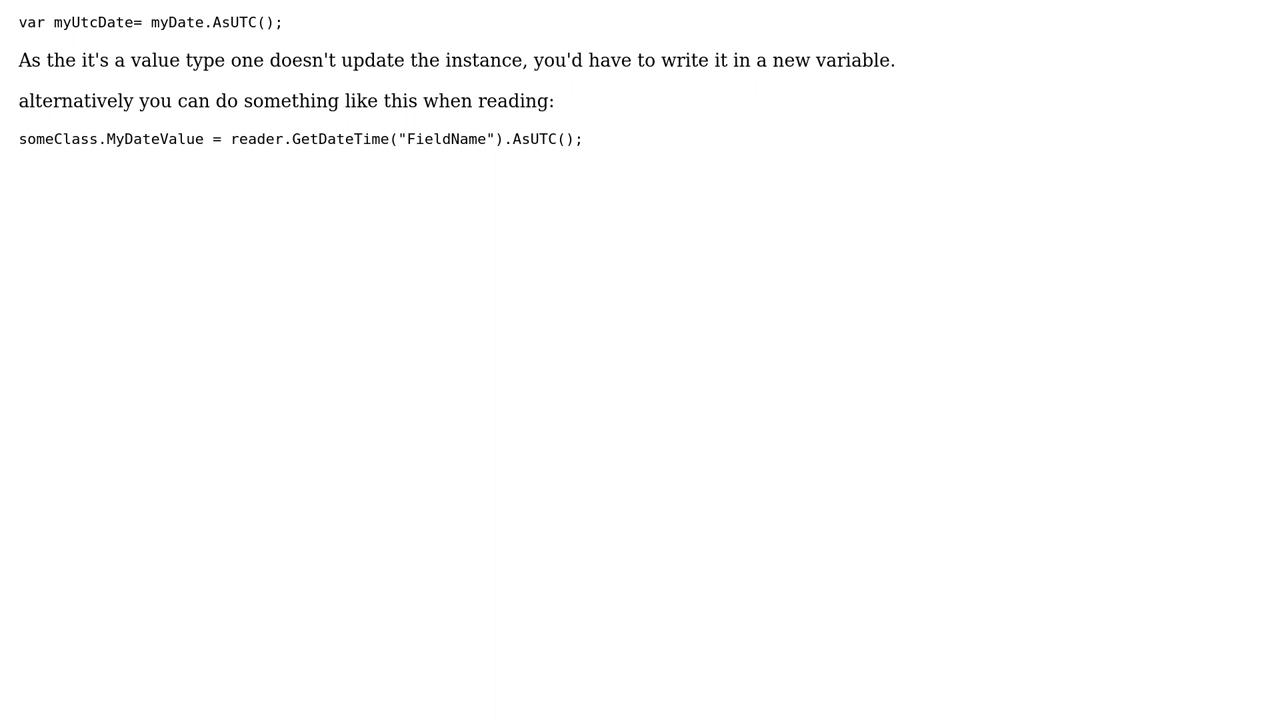 var myUtcDate= myDate.AsUTC();
As the it's a value type one doesn't update the instance, you'd have to write it in a new variable.
alternatively you can do something like this when reading:
someClass.MyDateValue = reader.GetDateTime("FieldName").AsUTC();